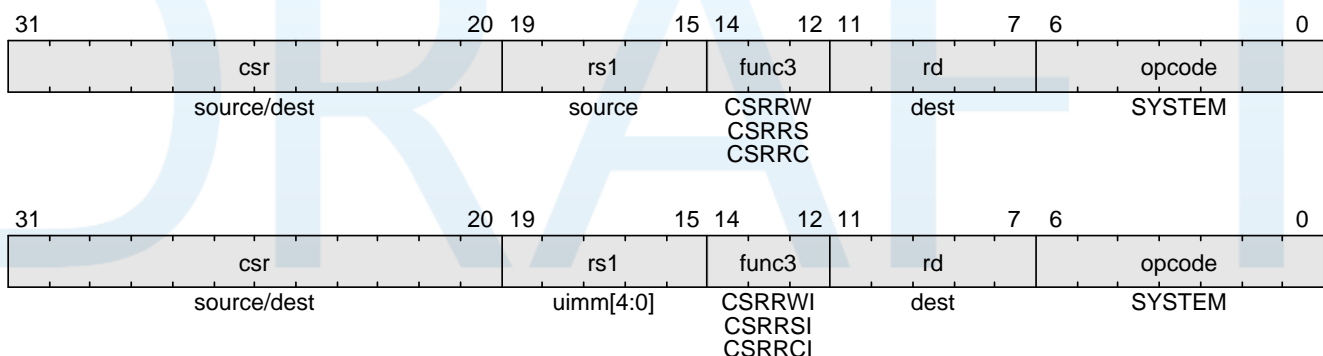 31 20 19 15 14 12 11 7 6 0
csr rs1 func3 rd opcode
source/dest source CSRRW dest SYSTEM
CSRRS
CSRRC
31 20 19 15 14 12 11 7 6 0
csr rs1 func3 rd opcode
source/dest uimm[4:0] CSRRWI dest SYSTEM
CSRRSI
CSRRCI
DRAFT